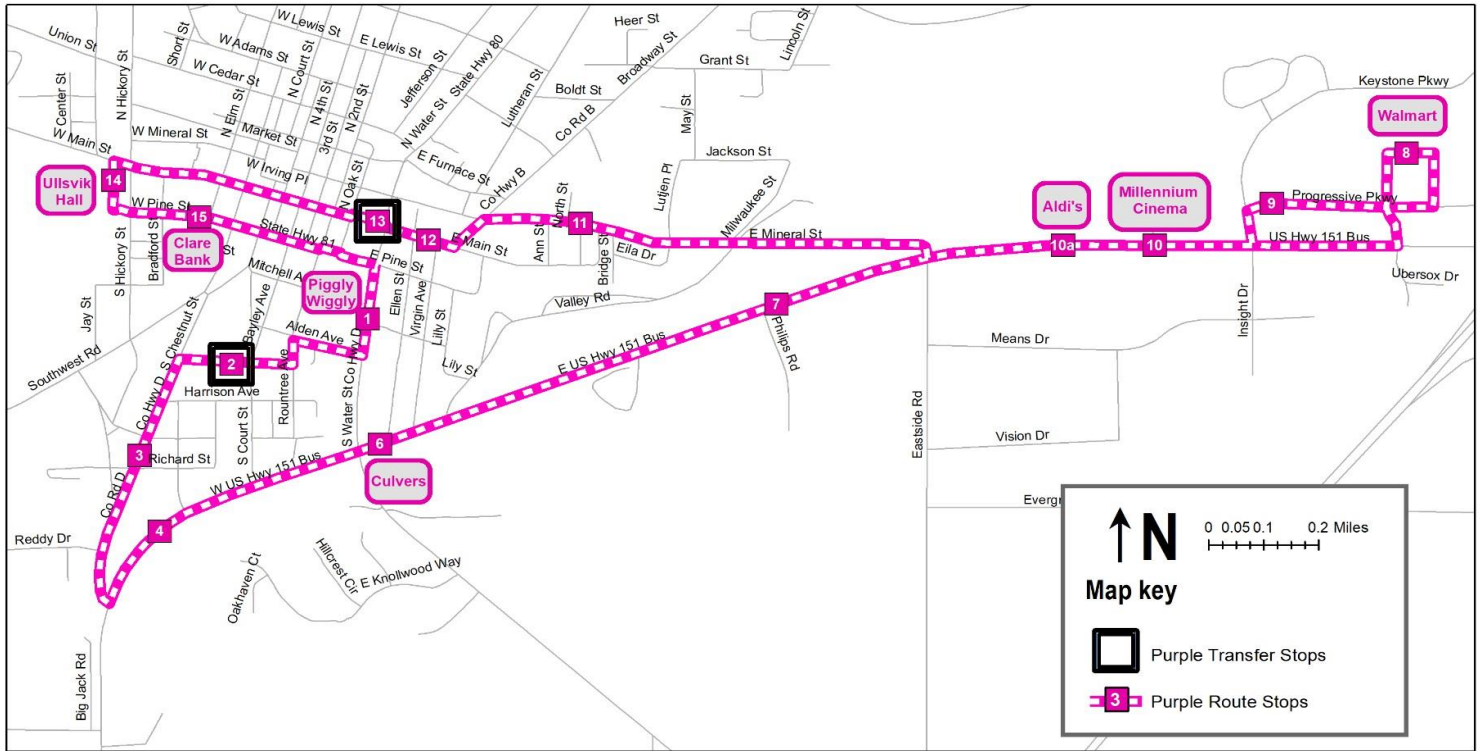 Heer St
W Lewis St
E Lewis St
Union St
Short St
W Adams St
N Court St
Jefferson St
State Hwy 80
Lutheran St
Broadway St
Lincoln St
Grant St
W Cedar St
N Hickory St
N 4th St
N 2nd St
Boldt St
Keystone Pkwy
Center St
N Elm St
Market St
3rd St
N Water St
Co Rd B
May St
Walmart
W Main St
W Mineral St
W Irving Pl
E Furnace St
Jackson St
8
Ullsvik
Hall
14
N Oak St
Co Hwy B
Lutjen Pl
Milwaukee St
Aldi's
Millennium
Cinema
9
Progressive Pkwy
W Pine St
15
State Hwy 81
13
12
North St
11
Clare
Bank
St
Bradford St
S Hickory St
E Pine St
E Main St
Ann St
Bridge St
Eila Dr
E Mineral St
10a
10
US Hwy 151 Bus
Ubersox Dr
Mitchell A
Piggly
Wiggly
Ellen St
Virgin Ave
Lilly St
Valley Rd
7
Jay St
S Chestnut St
Bayley Ave
Alden Ave
1
Philips Rd
Insight Dr
Means Dr
Southwest Rd
2
Rountree Ave
Co Hwy D
Lily St
E US Hwy 151 Bus
Harrison Ave
Co Hwy D
S Court St
S Water St
6
Eastside Rd
Vision Dr
3
Richard St
W US Hwy 151 Bus
Culvers
Co Rd D
4
Evergr
Reddy Dr
Oakhaven Ct
Hillcrest Cir
E Knollwood Way
Big Jack Rd
N
0 0.05 0.1 0.2 Miles
Map key
Purple Transfer Stops
3
Purple Route Stops